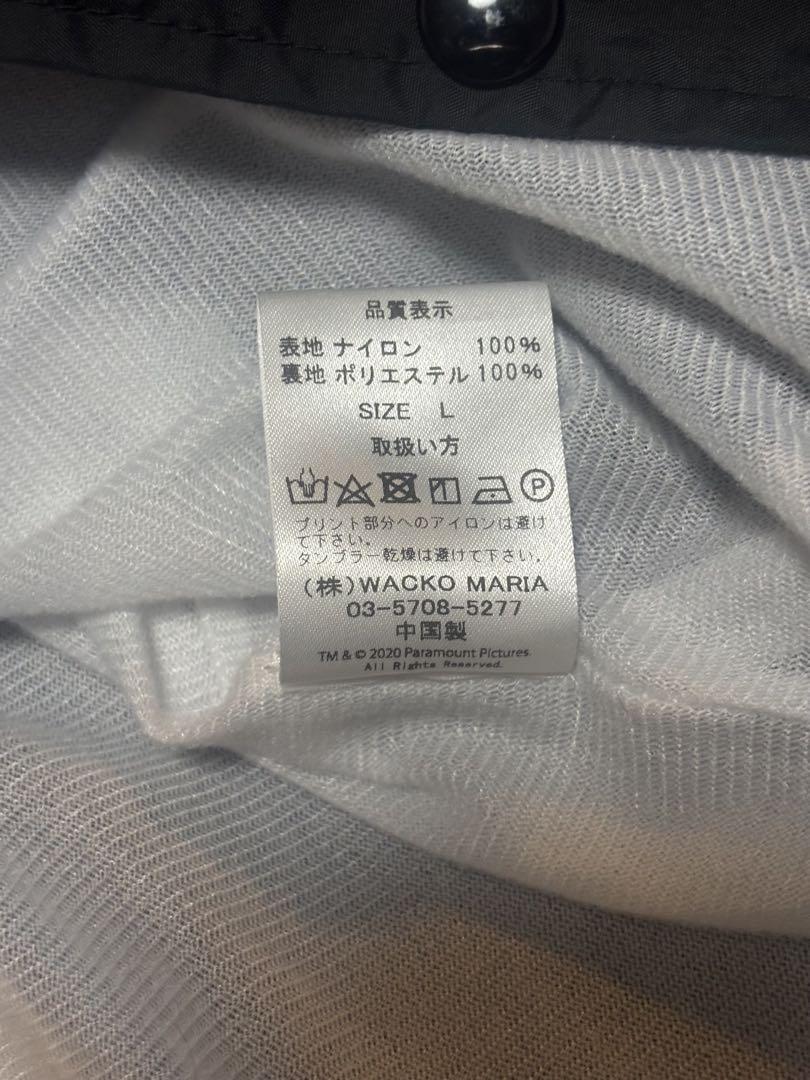 品質表示
表地 ナイロン 100%
裏地 ポリエステル 100%
SIZE L
取扱い方
P
プリント部分へのアイロンは避け
て下さい。
タンブラー乾燥は避けて下さい。
(株)WACKO MARIA
03-5708-5277
中国製
TM & © 2020 Paramount Pictures.
All Rights Reserved.